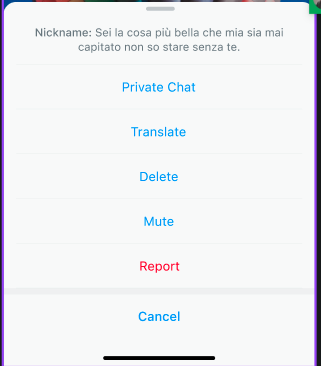 Nickname: Sei la cosa più bella che mia sia mai
capitato non so stare senza te.
Private Chat
Translate
Delete
Mute
Report
Cancel